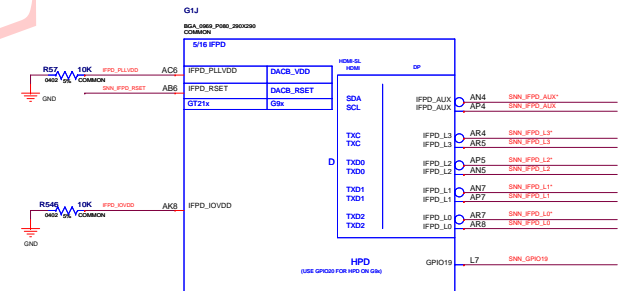 G1J
BGA_0969_P080_290X290
COMMON
5/16 IFPD
HDMI-SL
HDMI
DP
R57 10K IFPD_PLLVDD AC6 IFPD_PLLVDD DACB_VDD
0402 5% COMMON
GND
SNN_IFPD_RSET AB6 IFPD_RSET DACB_RSET
GT21x G9x
SDA IFPD_AUX AN4 SNN_IFPD_AUX*
SCL IFPD_AUX AP4 SNN_IFPD_AUX
TXC IFPD_L3 AR4 SNN_IFPD_L3*
TXC IFPD_L3 AR5 SNN_IFPD_L3
D
TXD0 IFPD_L2 AP5 SNN_IFPD_L2*
TXD0 IFPD_L2 AN5 SNN_IFPD_L2
TXD1 IFPD_L1 AN7 SNN_IFPD_L1*
TXD1 IFPD_L1 AP7 SNN_IFPD_L1
R546 10K IFPD_IOVDD AK8 IFPD_IOVDD
0402 5% COMMON
GND
TXD2 IFPD_L0 AR7 SNN_IFPD_L0*
TXD2 IFPD_L0 AR8 SNN_IFPD_L0
HPD
(USE GPIO20 FOR HPD ON G9x)
GPIO19 L7 SNN_GPIO19